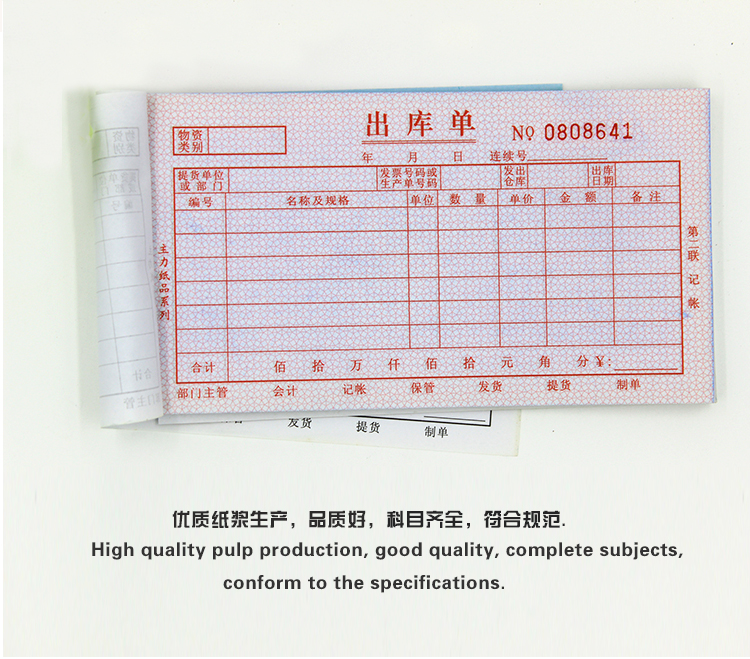 出库单
№ 0808641
物资
类别
年 月 日 连续号
提货单位
或部门
发票号码或
生产单号码
发出
仓库
出库
日期
编号 名称及规格 单位 数量 单价 金额 备注
主力纸品系列
第二联 记帐
合计 佰 拾 万 仟 佰 拾 元 角 分 ¥:
部门主管 会计 记帐 保管 发货 提货 制单
发货 提货 制单
优质纸浆生产，品质好，科目齐全，符合规范.
High quality pulp production, good quality, complete subjects,
conform to the specifications.